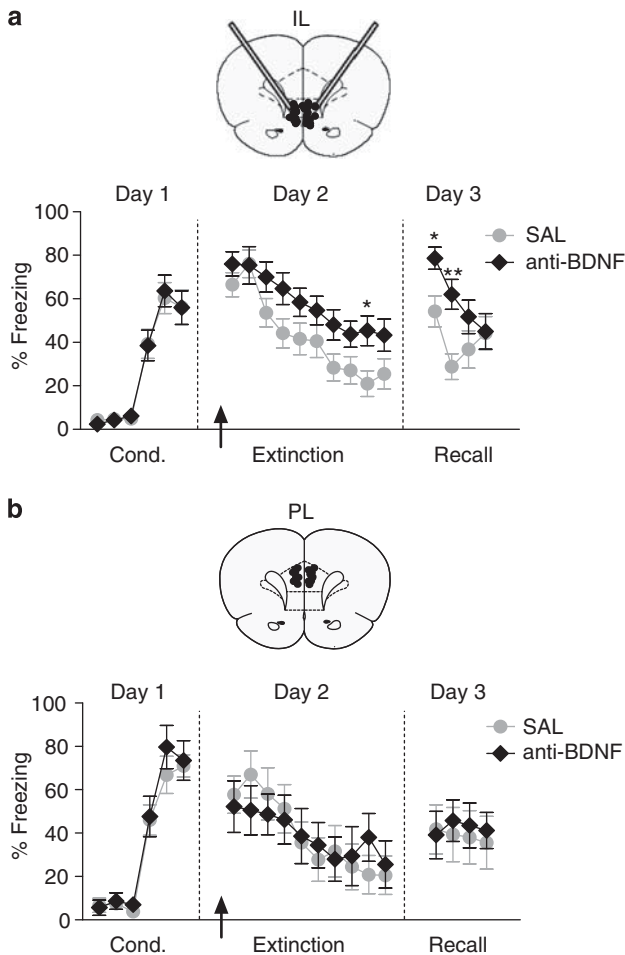 a
IL
Day 1 Day 2 Day 3
SAL
anti-BDNF
* ** *
100
80
60
40
20
0
% Freezing
Cond. Extinction Recall
b
PL
Day 1 Day 2 Day 3
SAL
anti-BDNF
100
80
60
40
20
0
% Freezing
Cond. Extinction Recall